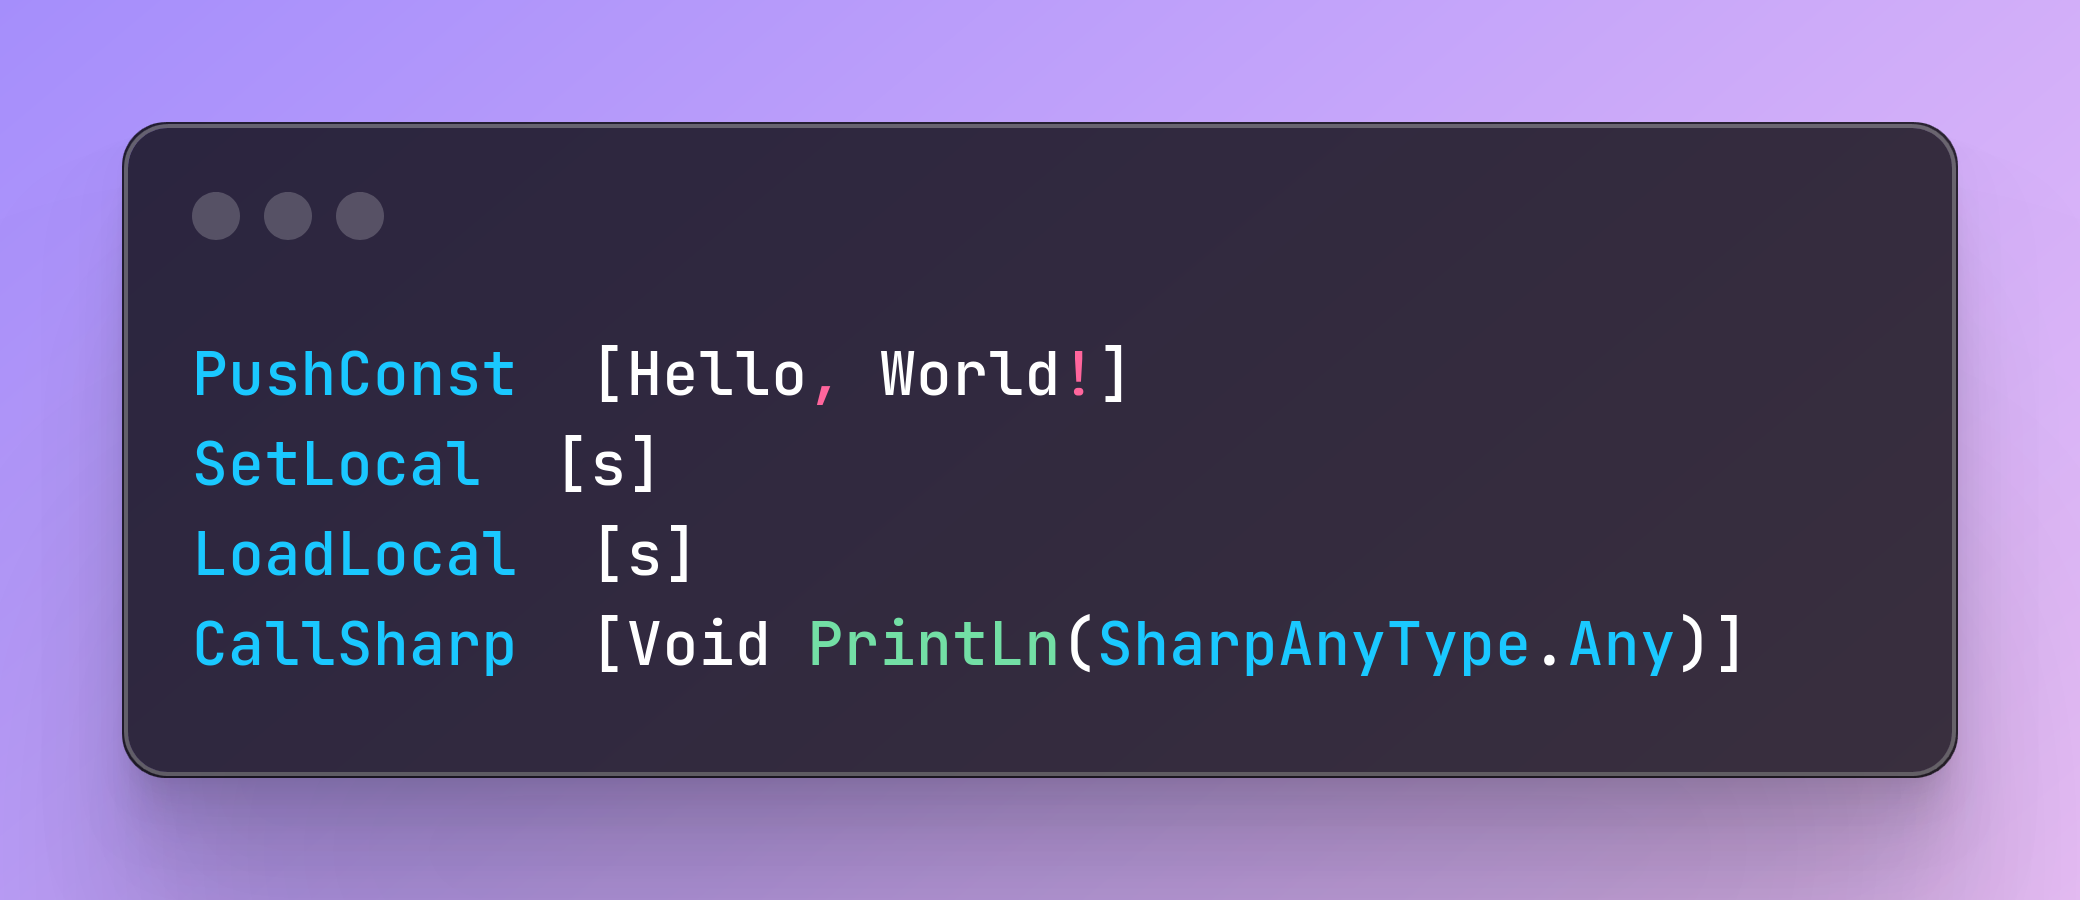 PushConst  [Hello, World!]
SetLocal  [s]
LoadLocal  [s]
CallSharp  [Void PrintLn(SharpAnyType.Any)]